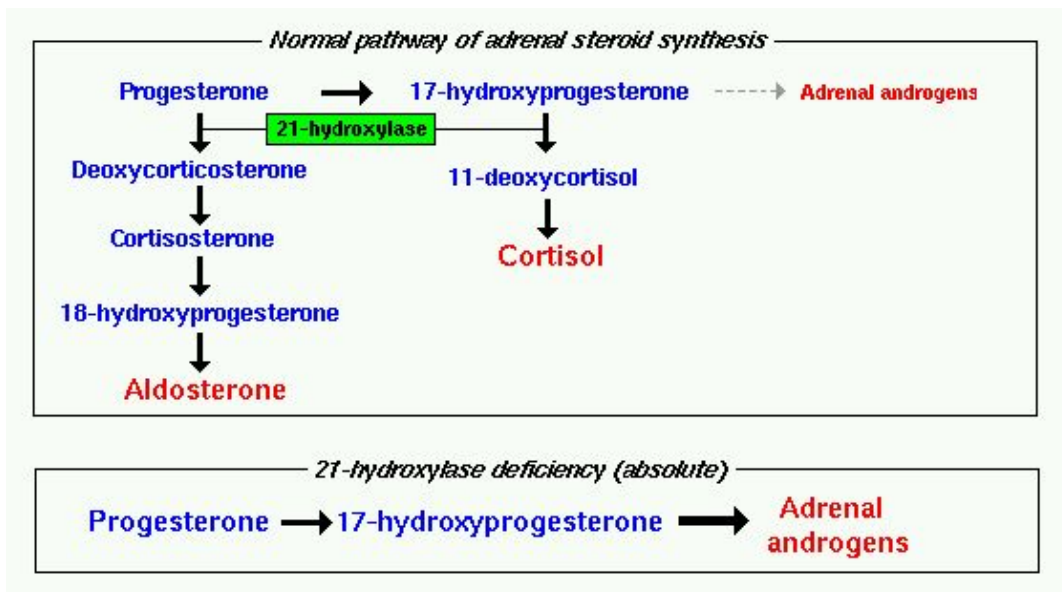 Normal pathway of adrenal steroid synthesis
Progesterone 17-hydroxyprogesterone Adrenal androgens
21-hydroxylase
Deoxycorticosterone 11-deoxycortisol
Cortisosterone Cortisol
18-hydroxyprogesterone
Aldosterone
21-hydroxylase deficiency (absolute)
Progesterone 17-hydroxyprogesterone Adrenal
androgens